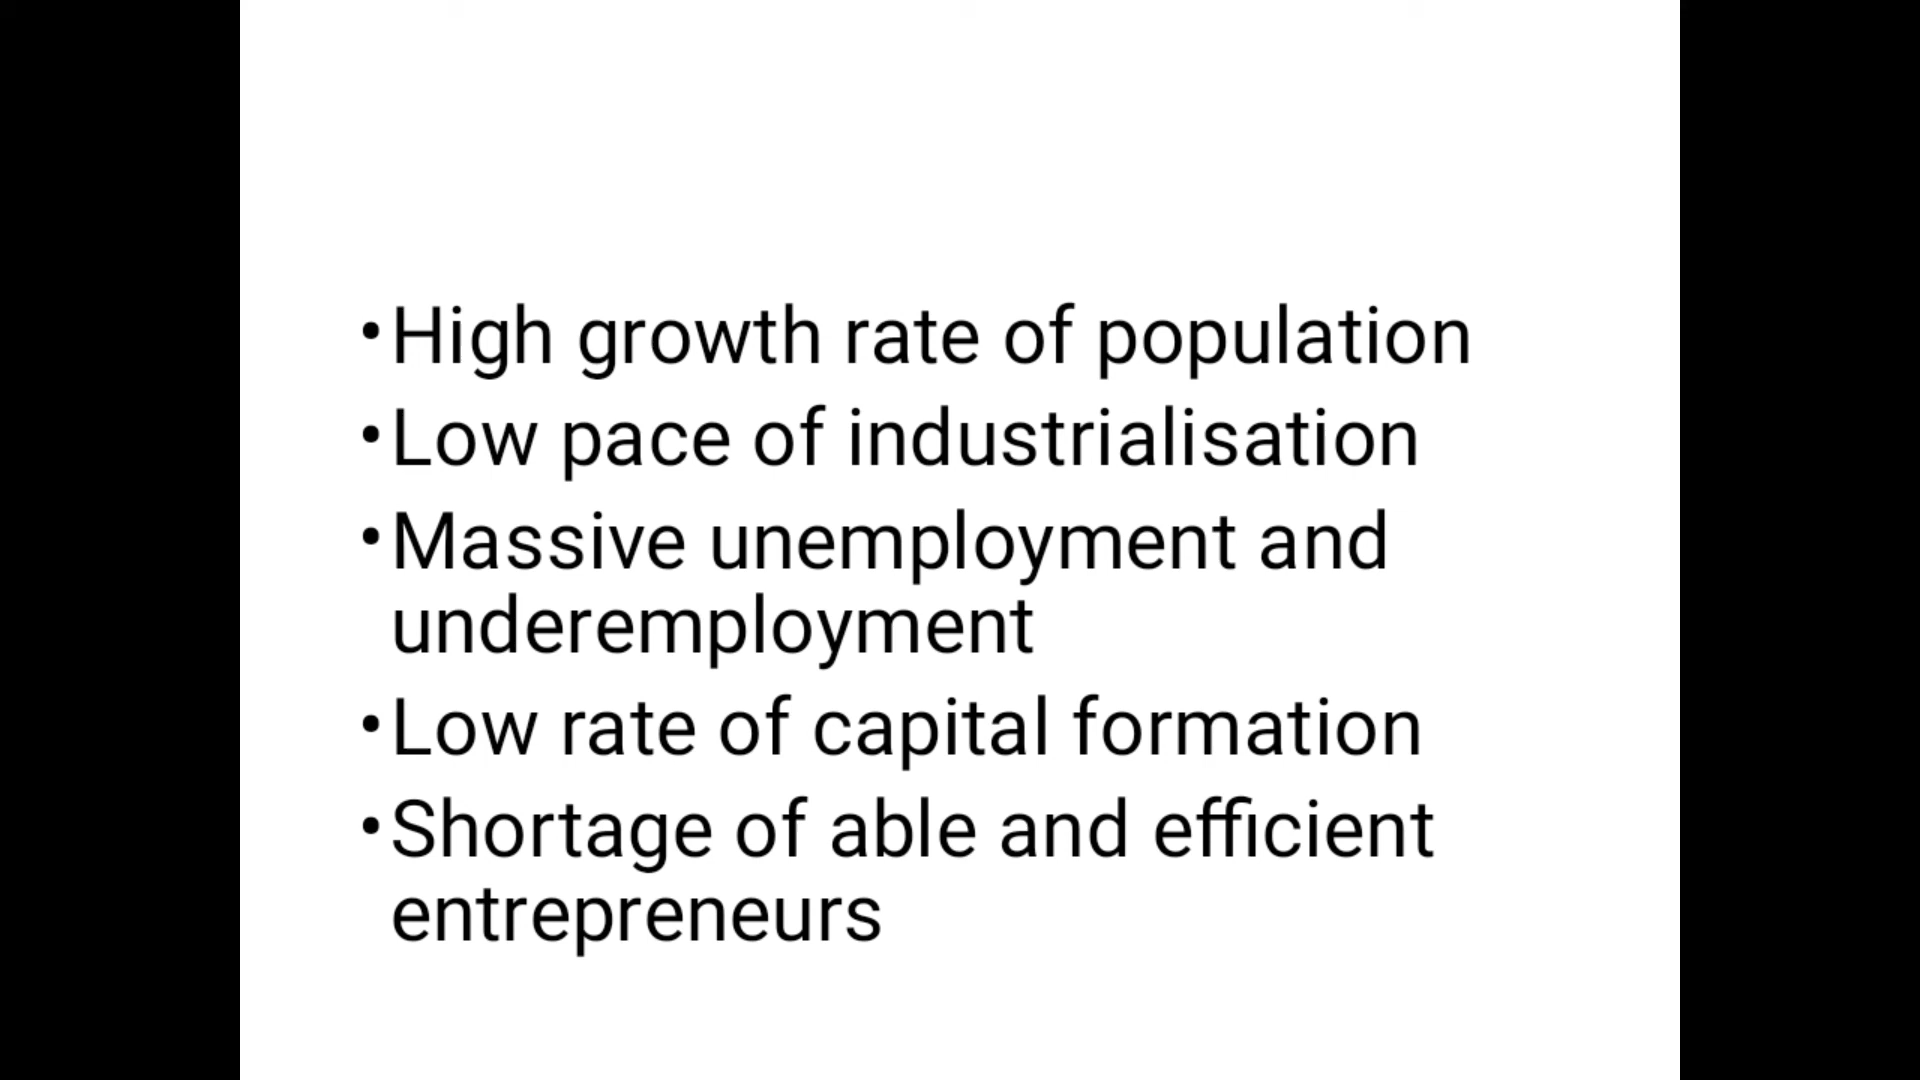 •High growth rate of population
•Low pace of industrialisation
•Massive unemployment and
underemployment
•Low rate of capital formation
•Shortage of able and efficient
entrepreneurs